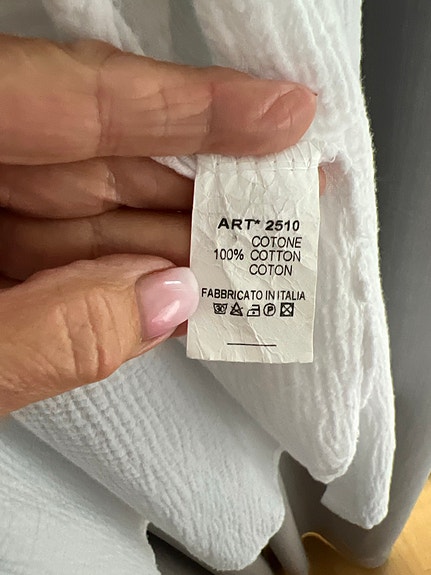 ART* 2510
COTONE
100% COTTON
COTON
FABBRICATO IN ITALIA